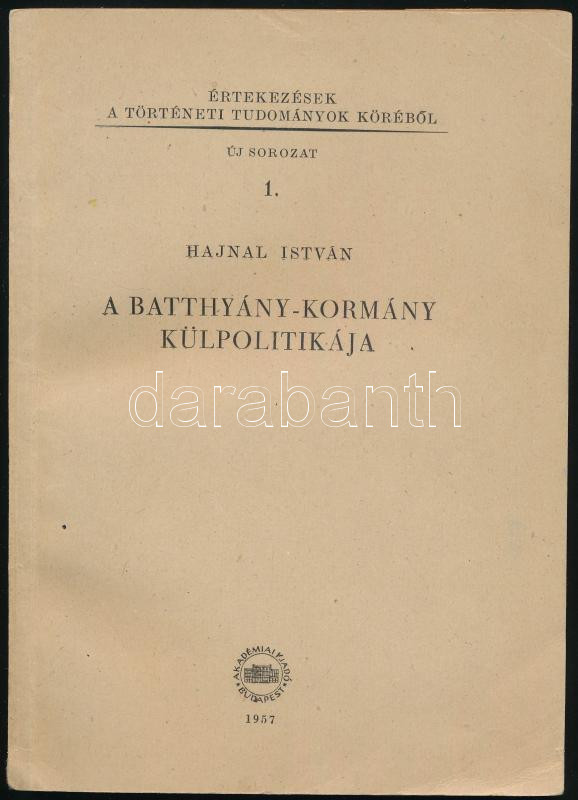 ÉRTEKEZÉSEK
A TÖRTÉNETI TUDOMÁNYOK KÖRÉBŐL
ÚJ SOROZAT
1.
HAJNAL ISTVÁN
A BATTHYÁNY-KORMÁNY
KÜLPOLITIKÁJA
darabanth
AKADÉMIAI KIADÓ
BUDAPEST
1957